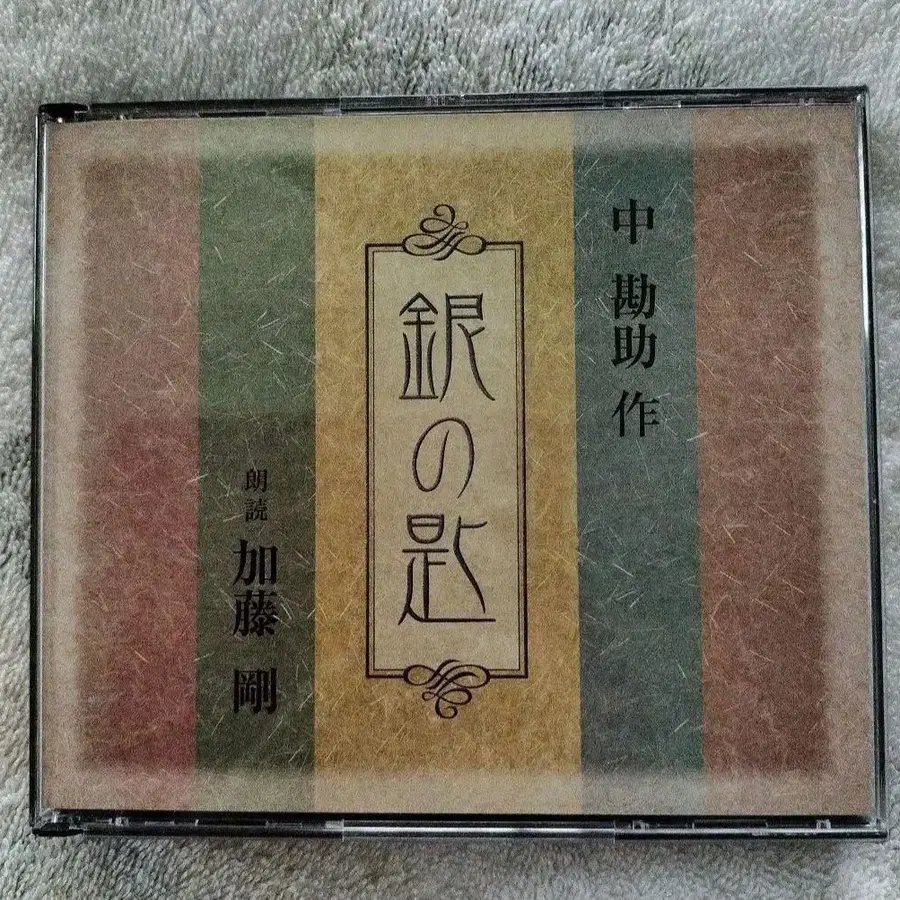 中 勘助 作
銀の匙
朗読 加藤 剛